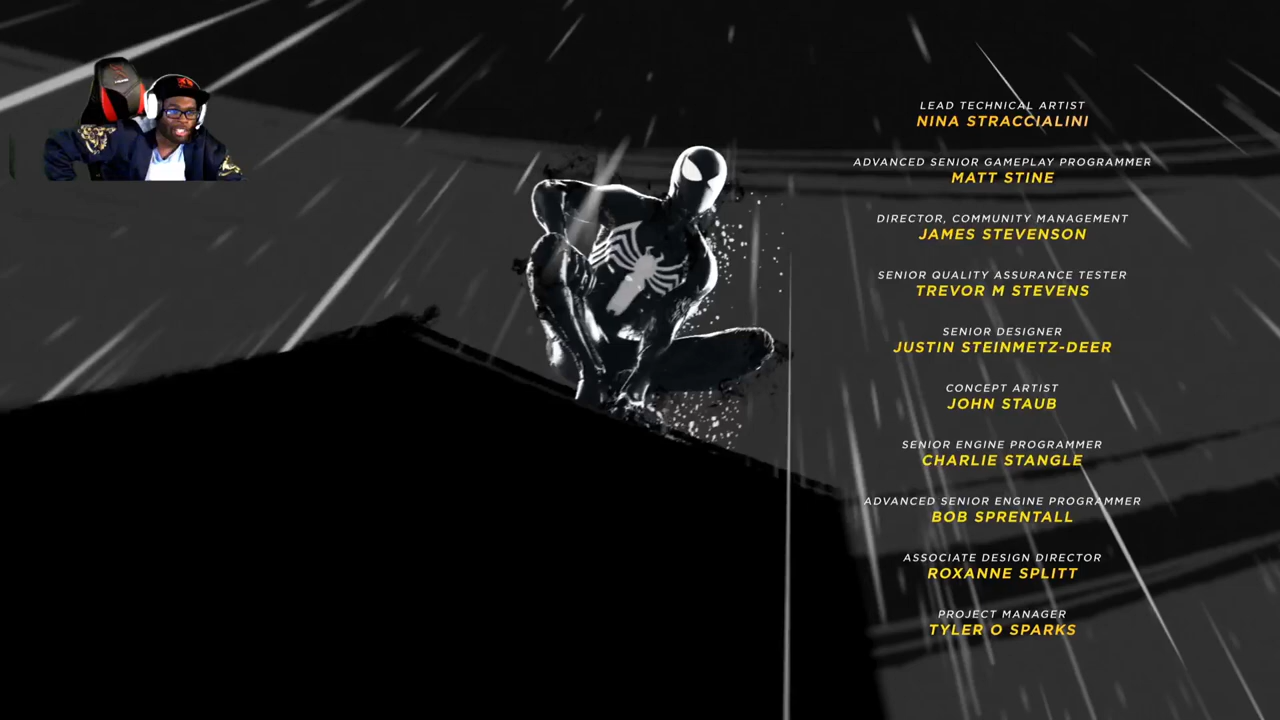 LEAD TECHNICAL ARTIST
NINA STRACCIALINI
ADVANCED SENIOR GAMEPLAY PROGRAMMER
MATT STINE
DIRECTOR, COMMUNITY MANAGEMENT
JAMES STEVENSON
SENIOR QUALITY ASSURANCE TESTER
TREVOR M STEVENS
SENIOR DESIGNER
JUSTIN STEINMETZ-DEER
CONCEPT ARTIST
JOHN STAUB
SENIOR ENGINE PROGRAMMER
CHARLIE STANGLE
ADVANCED SENIOR ENGINE PROGRAMMER
BOB SPRENTALL
ASSOCIATE DESIGN DIRECTOR
ROXANNE SPLITT
PROJECT MANAGER
TYLER O SPARKS